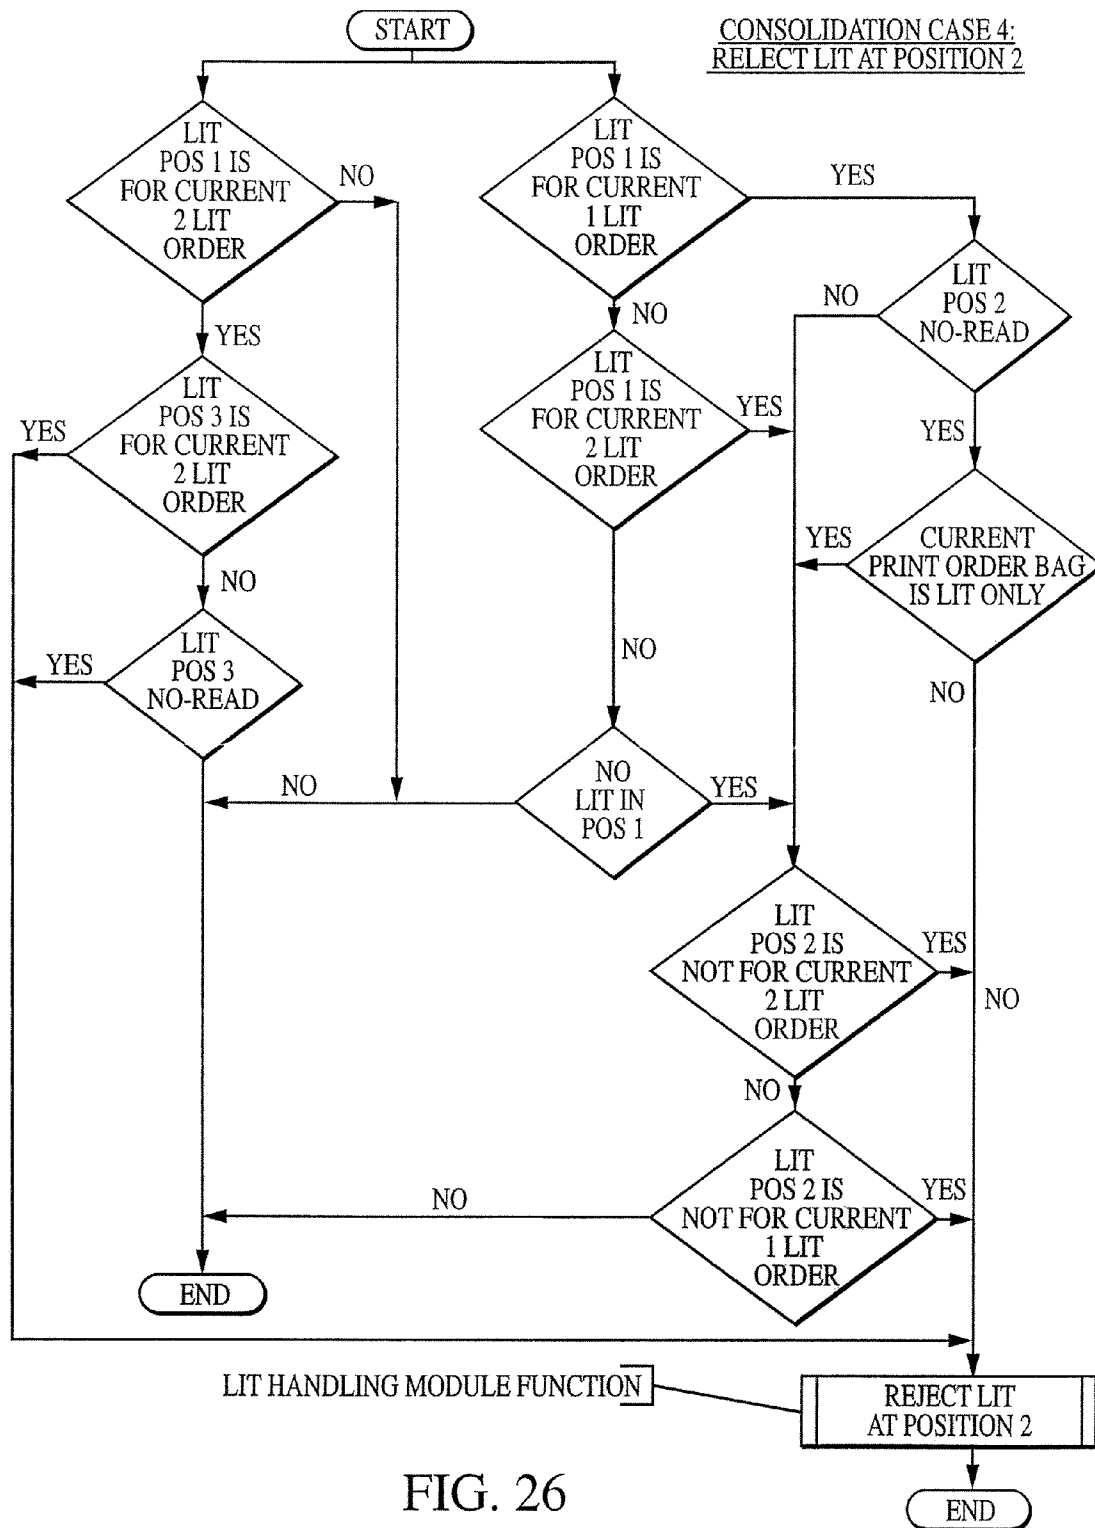 START
CONSOLIDATION CASE 4:
RELECT LIT AT POSITION 2
LIT
POS 1 IS
FOR CURRENT
2 LIT
ORDER
NO
LIT
POS 1 IS
FOR CURRENT
1 LIT
ORDER
YES
LIT
POS 2
NO-READ
NO
YES
NO
YES
LIT
POS 3 IS
FOR CURRENT
2 LIT
ORDER
YES
LIT
POS 1 IS
FOR CURRENT
2 LIT
ORDER
YES
YES
CURRENT
PRINT ORDER BAG
IS LIT ONLY
YES
NO
LIT
POS 3
NO-READ
YES
NO
NO
NO
NO
LIT IN
POS 1
YES
LIT
POS 2 IS
NOT FOR CURRENT
2 LIT
ORDER
YES
NO
NO
LIT
POS 2 IS
NOT FOR CURRENT
1 LIT
ORDER
YES
NO
END
LIT HANDLING MODULE FUNCTION
REJECT LIT
AT POSITION 2
END
FIG. 26